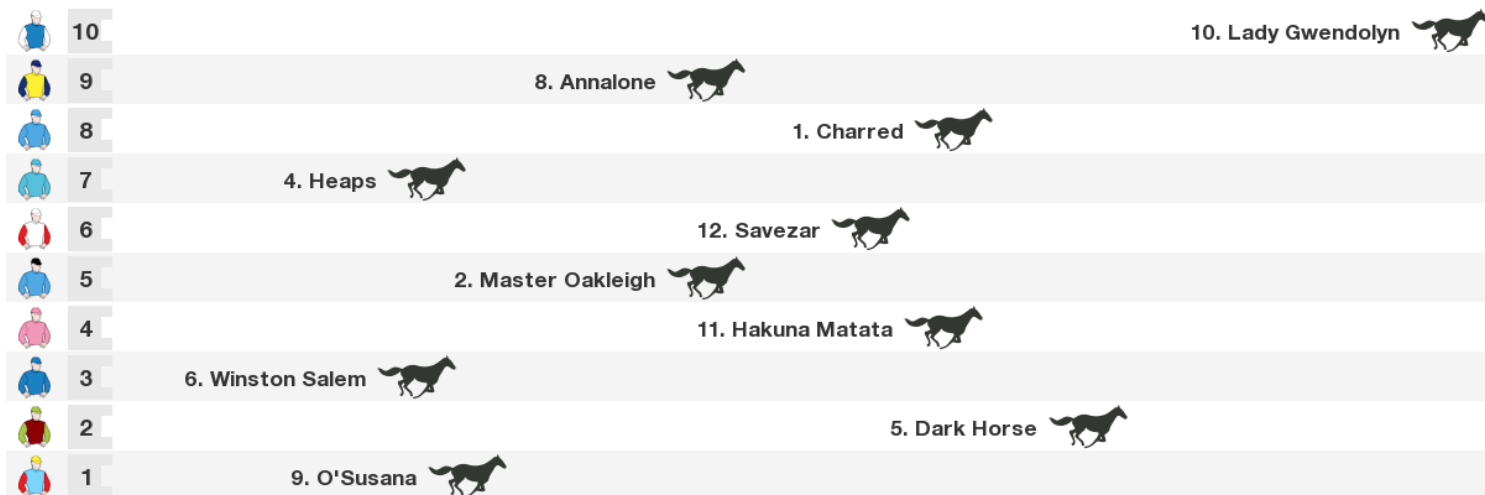 10 10. Lady Gwendolyn
9 8. Annalone
8 1. Charred
7 4. Heaps
6 12. Savezar
5 2. Master Oakleigh
4 11. Hakuna Matata
3 6. Winston Salem
2 5. Dark Horse
1 9. O'Susana